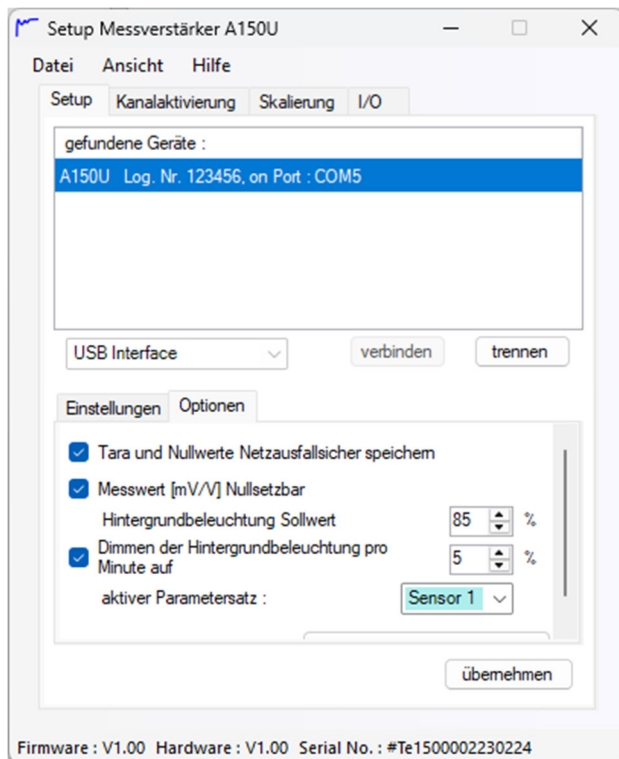 Setup Messverstärker A150U
Datei Ansicht Hilfe
Setup Kanalaktivierung Skalierung I/O
gefundene Geräte :
A150U Log. Nr. 123456, on Port : COM5
USB Interface verbinden trennen
Einstellungen Optionen
Tara und Nullwerte Netzausfallsicher speichern
Messwert [mV/V] Nullsetzbar
Hintergrundbeleuchtung Sollwert 85 %
Dimmen der Hintergrundbeleuchtung pro
Minute auf 5 %
aktiver Parametersatz : Sensor 1
übernehmen
Firmware : V1.00 Hardware : V1.00 Serial No. : #Te1500002230224